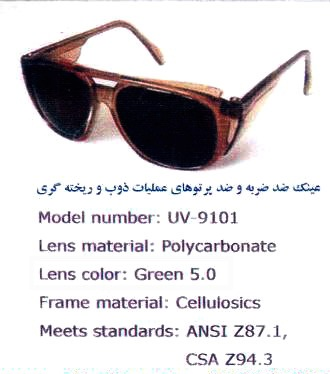 عینک ضد ضربه و ضد پرتوهای عملیات ذوب و ریخته گری
Model number: UV-9101
Lens material: Polycarbonate
Lens color: Green 5.0
Frame material: Cellulosics
Meets standards: ANSI Z87.1,
CSA Z94.3